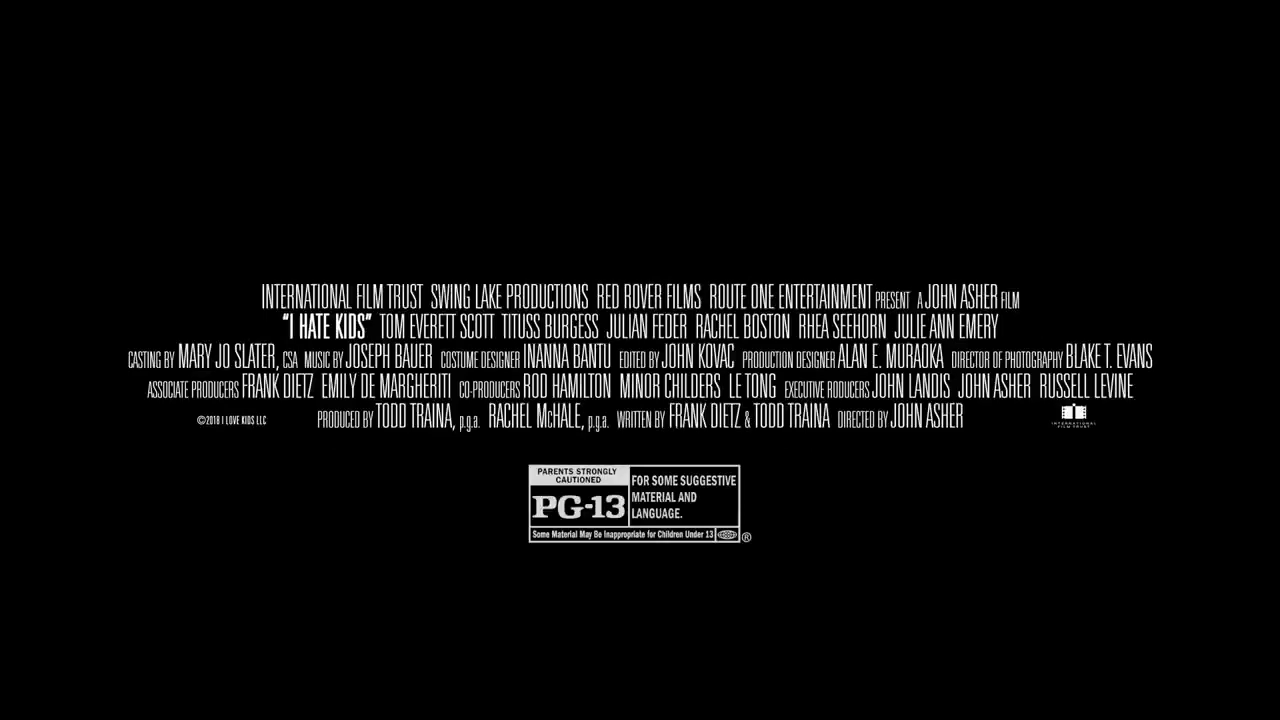 INTERNATIONAL FILM TRUST SWING LAKE PRODUCTIONS RED ROVER FILMS ROUTE ONE ENTERTAINMENT PRESENT A JOHN ASHER FILM
“I HATE KIDS” TOM EVERETT SCOTT TITUSS BURGESS JULIAN FEDER RACHEL BOSTON RHEA SEEHORN JULIE ANN EMERY
CASTING BY MARY JO SLATER, CSA MUSIC BY JOSEPH BAUER COSTUME DESIGNER INANNA BANTU EDITED BY JOHN KOVAC PRODUCTION DESIGNER ALAN E. MURAOKA DIRECTOR OF PHOTOGRAPHY BLAKE T. EVANS
ASSOCIATE PRODUCERS FRANK DIETZ EMILY DE MARGHERITI CO-PRODUCERS ROD HAMILTON MINOR CHILDERS LE TONG EXECUTIVE RODUCERS JOHN LANDIS JOHN ASHER RUSSELL LEVINE
©2018 I LOVE KIDS LLC PRODUCED BY TODD TRAINA, p.g.a. RACHEL McHALE, p.g.a. WRITTEN BY FRANK DIETZ & TODD TRAINA DIRECTED BY JOHN ASHER
INTERNATIONAL
FILM TRUST
PARENTS STRONGLY
CAUTIONED
PG-13
FOR SOME SUGGESTIVE
MATERIAL AND
LANGUAGE.
Some Material May Be Inappropriate for Children Under 13
®